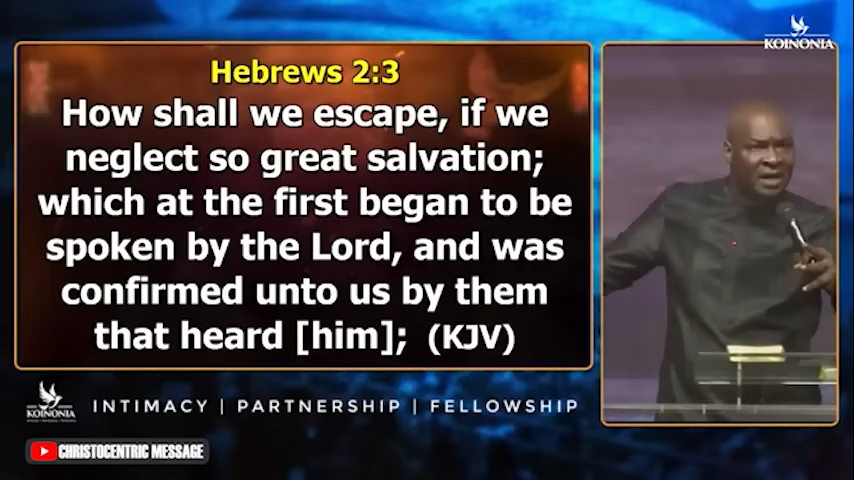 KOINONIA
Hebrews 2:3
How shall we escape, if we
neglect so great salvation;
which at the first began to be
spoken by the Lord, and was
confirmed unto us by them
that heard [him]; (KJV)
KOINONIA
INTIMACY | PARTNERSHIP | FELLOWSHIP
CHRISTOCENTRIC MESSAGE